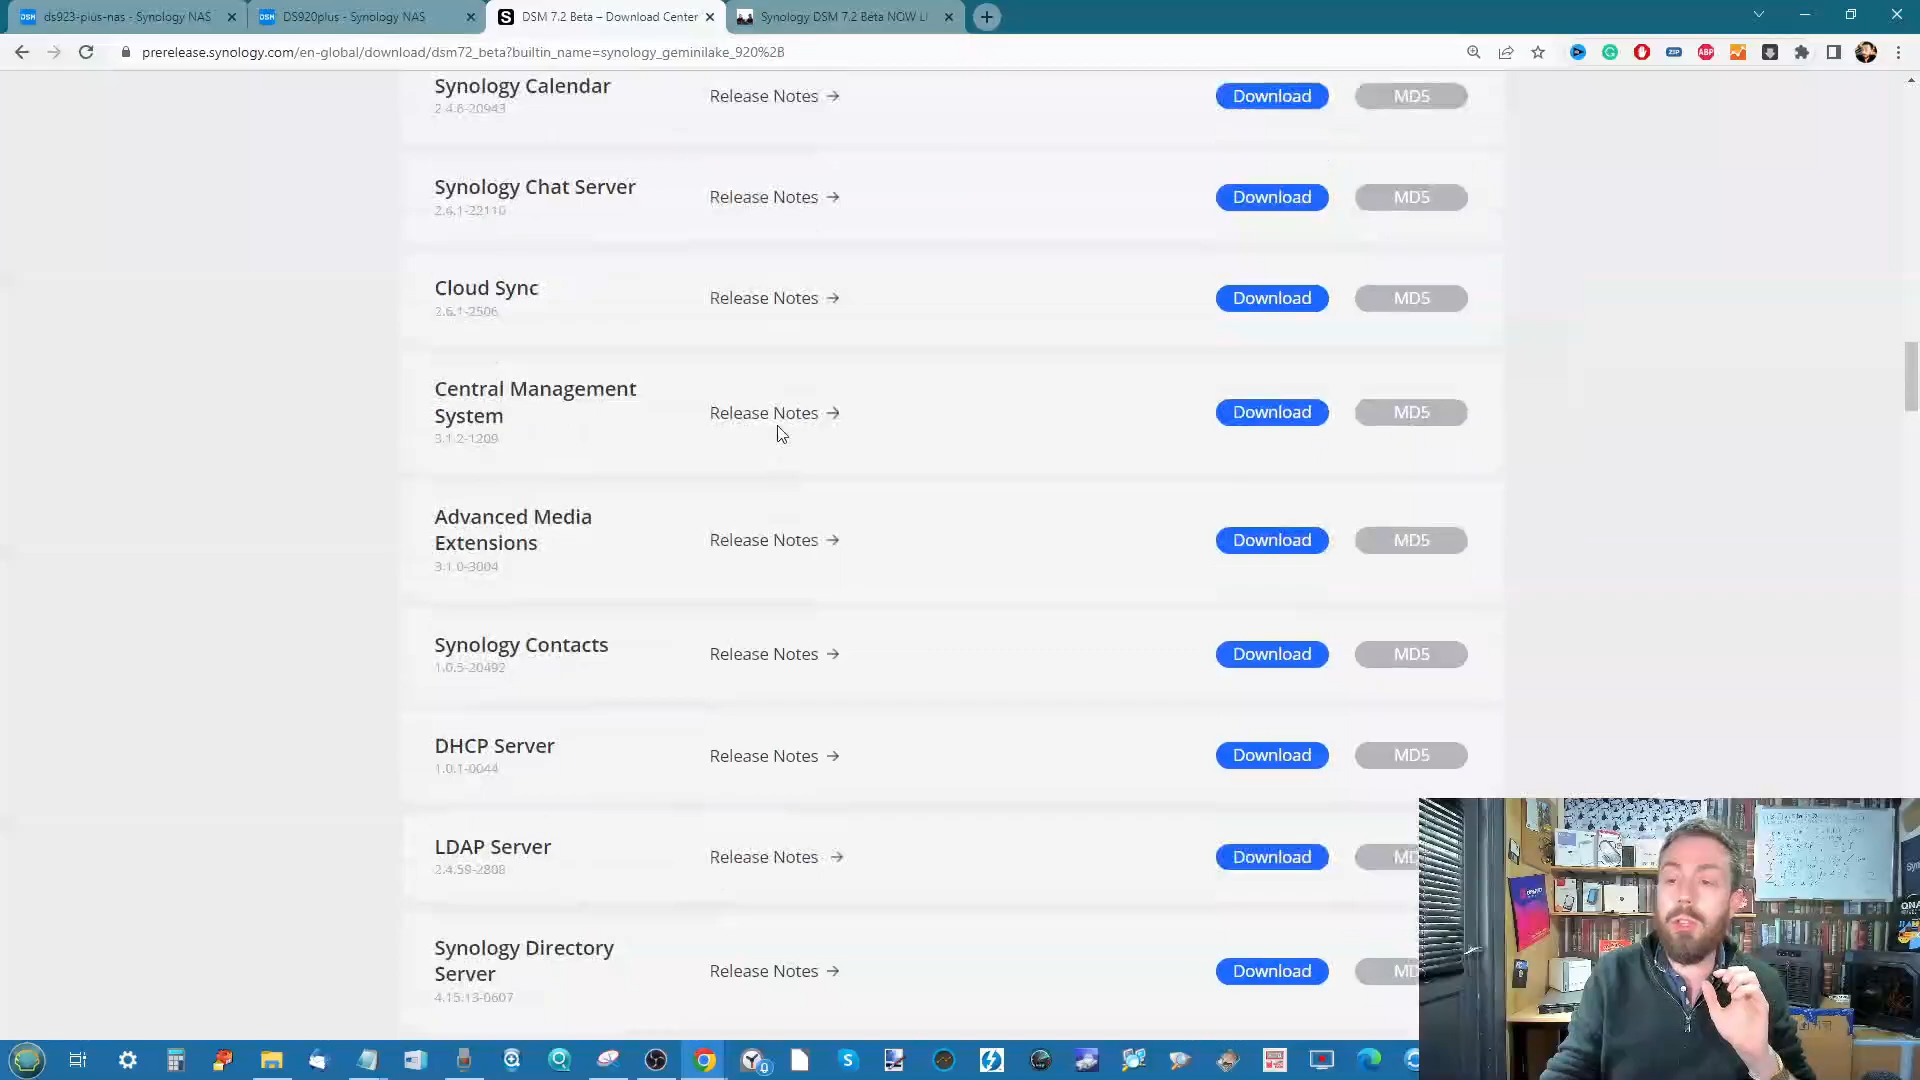 ds923-plus-nas - Synology NAS
DS920plus - Synology NAS
DSM 7.2 Beta – Download Center
Synology DSM 7.2 Beta NOW L
prerelease.synology.com/en-global/download/dsm72_beta?builtin_name=synology_geminilake_920%2B
Synology Calendar
2.4.6-20943
Release Notes →
Download
MD5
Synology Chat Server
2.4.1-22110
Release Notes →
Download
MD5
Cloud Sync
2.6.1-2506
Release Notes →
Download
MD5
Central Management
System
3.1.2-1209
Release Notes →
Download
MD5
Advanced Media
Extensions
3.1.0-3004
Release Notes →
Download
MD5
Synology Contacts
1.0.5-20492
Release Notes →
Download
MD5
DHCP Server
1.0.1-0044
Release Notes →
Download
MD5
LDAP Server
2.4.59-2808
Release Notes →
Download
MD
Synology Directory
Server
4.15.13-0607
Release Notes →
Download
MD